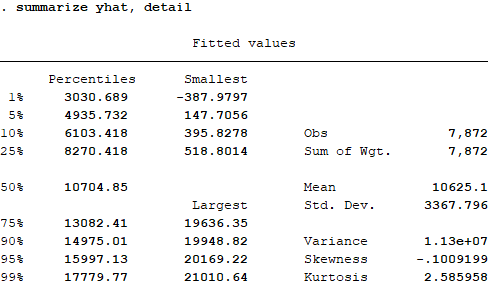 . summarize yhat, detail
Fitted values
Percentiles Smallest
1% 3030.689 -387.9797
5% 4935.732 147.7056
10% 6103.418 395.8278 Obs 7,872
25% 8270.418 518.8014 Sum of Wgt. 7,872
50% 10704.85 Mean 10625.1
Largest Std. Dev. 3367.796
75% 13082.41 19636.35
90% 14975.01 19948.82 Variance 1.13e+07
95% 15997.13 20169.22 Skewness -.1009199
99% 17779.77 21010.64 Kurtosis 2.585958